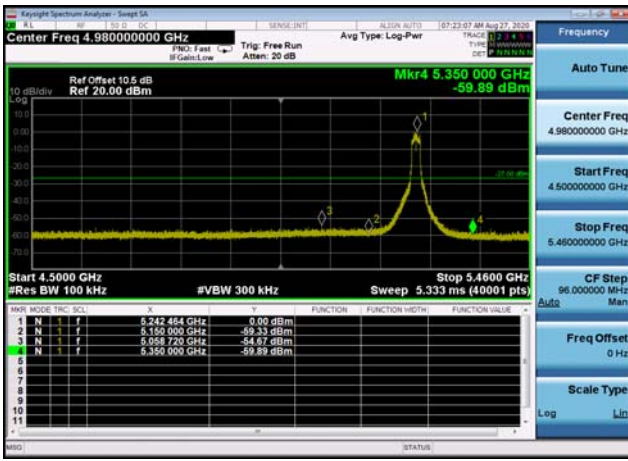 Keysight Spectrum Analyzer - Swept SA
RL RF 50 Ω DC SENSE:INT ALIGN AUTO 07:23:07 AM Aug 27, 2020
Center Freq 4.980000000 GHz
PNO: Fast
IFGain:Low
Trig: Free Run
Atten: 20 dB
Avg Type: Log-Pwr
TRACE 1 2 3 4 5 6
TYPE
DET P N N N N N
Ref Offset 10.5 dB
Ref 20.00 dBm
Mkr4 5.350 000 GHz
-59.89 dBm
10 dB/div
Log
10.0
0.00
-10.0
-20.0
-30.0
-40.0
-50.0
-60.0
-70.0
1
2
3
4
-27.00 dBm
Start 4.5000 GHz
Stop 5.4600 GHz
#Res BW 100 kHz #VBW 300 kHz Sweep 5.333 ms (40001 pts)
MKR MODE TRC SCL X Y FUNCTION FUNCTION WIDTH FUNCTION VALUE
1 N 1 f 5.242 464 GHz 0.00 dBm
2 N 1 f 5.150 000 GHz -59.33 dBm
3 N 1 f 5.058 720 GHz -54.67 dBm
4 N 1 f 5.350 000 GHz -59.89 dBm
5
6
7
8
9
10
11
MSG STATUS
Frequency
Auto Tune
Center Freq
4.980000000 GHz
Start Freq
4.500000000 GHz
Stop Freq
5.460000000 GHz
CF Step
96.000000 MHz
Auto Man
Freq Offset
0 Hz
Scale Type
Log Lin